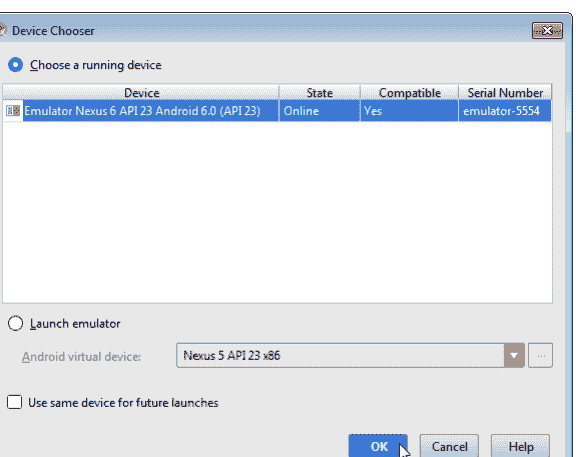 Device Chooser
Choose a running device
Device State Compatible Serial Number
Emulator Nexus 6 API 23 Android 6.0 (API 23) Online Yes emulator-5554
Launch emulator
Android virtual device: Nexus 5 API 23 x86 ...
Use same device for future launches
OK Cancel Help